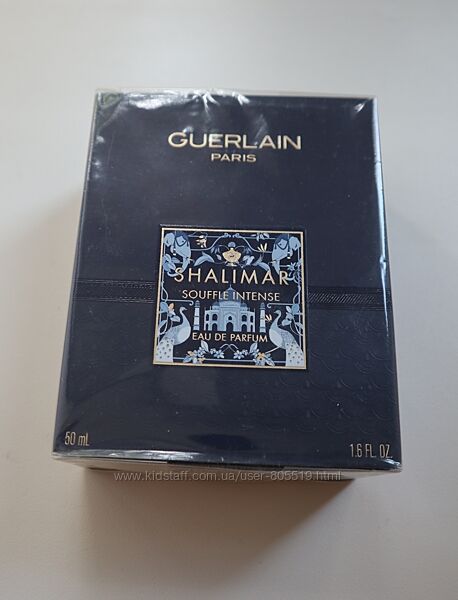 GUERLAIN
PARIS
SHALIMAR
SOUFFLE INTENSE
EAU DE PARFUM
50 mL
1.6 FL. OZ.
www.kidstaff.com.ua/user-805519.html